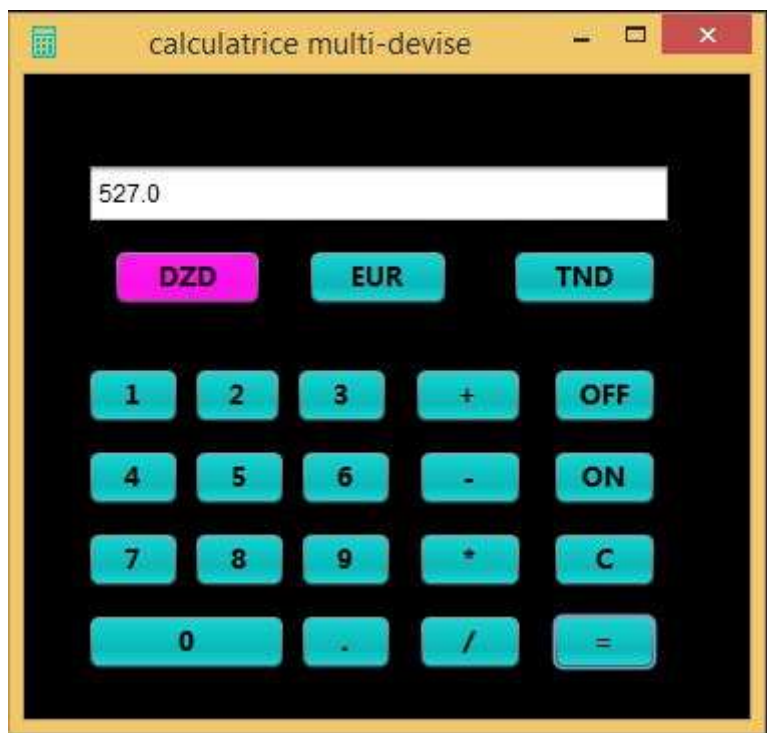 calculatrice multi-devise
527.0
DZD EUR TND
1 2 3 + OFF
4 5 6 - ON
7 8 9 * C
0 . / =